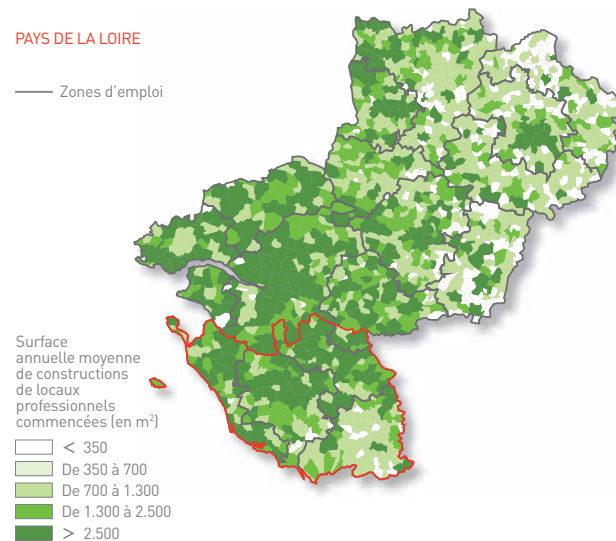 PAYS DE LA LOIRE
Zones d’emploi
Surface
annuelle moyenne
de constructions
de locaux
professionnels
commencées (en m²)
< 350
De 350 à 700
De 700 à 1.300
De 1.300 à 2.500
> 2.500